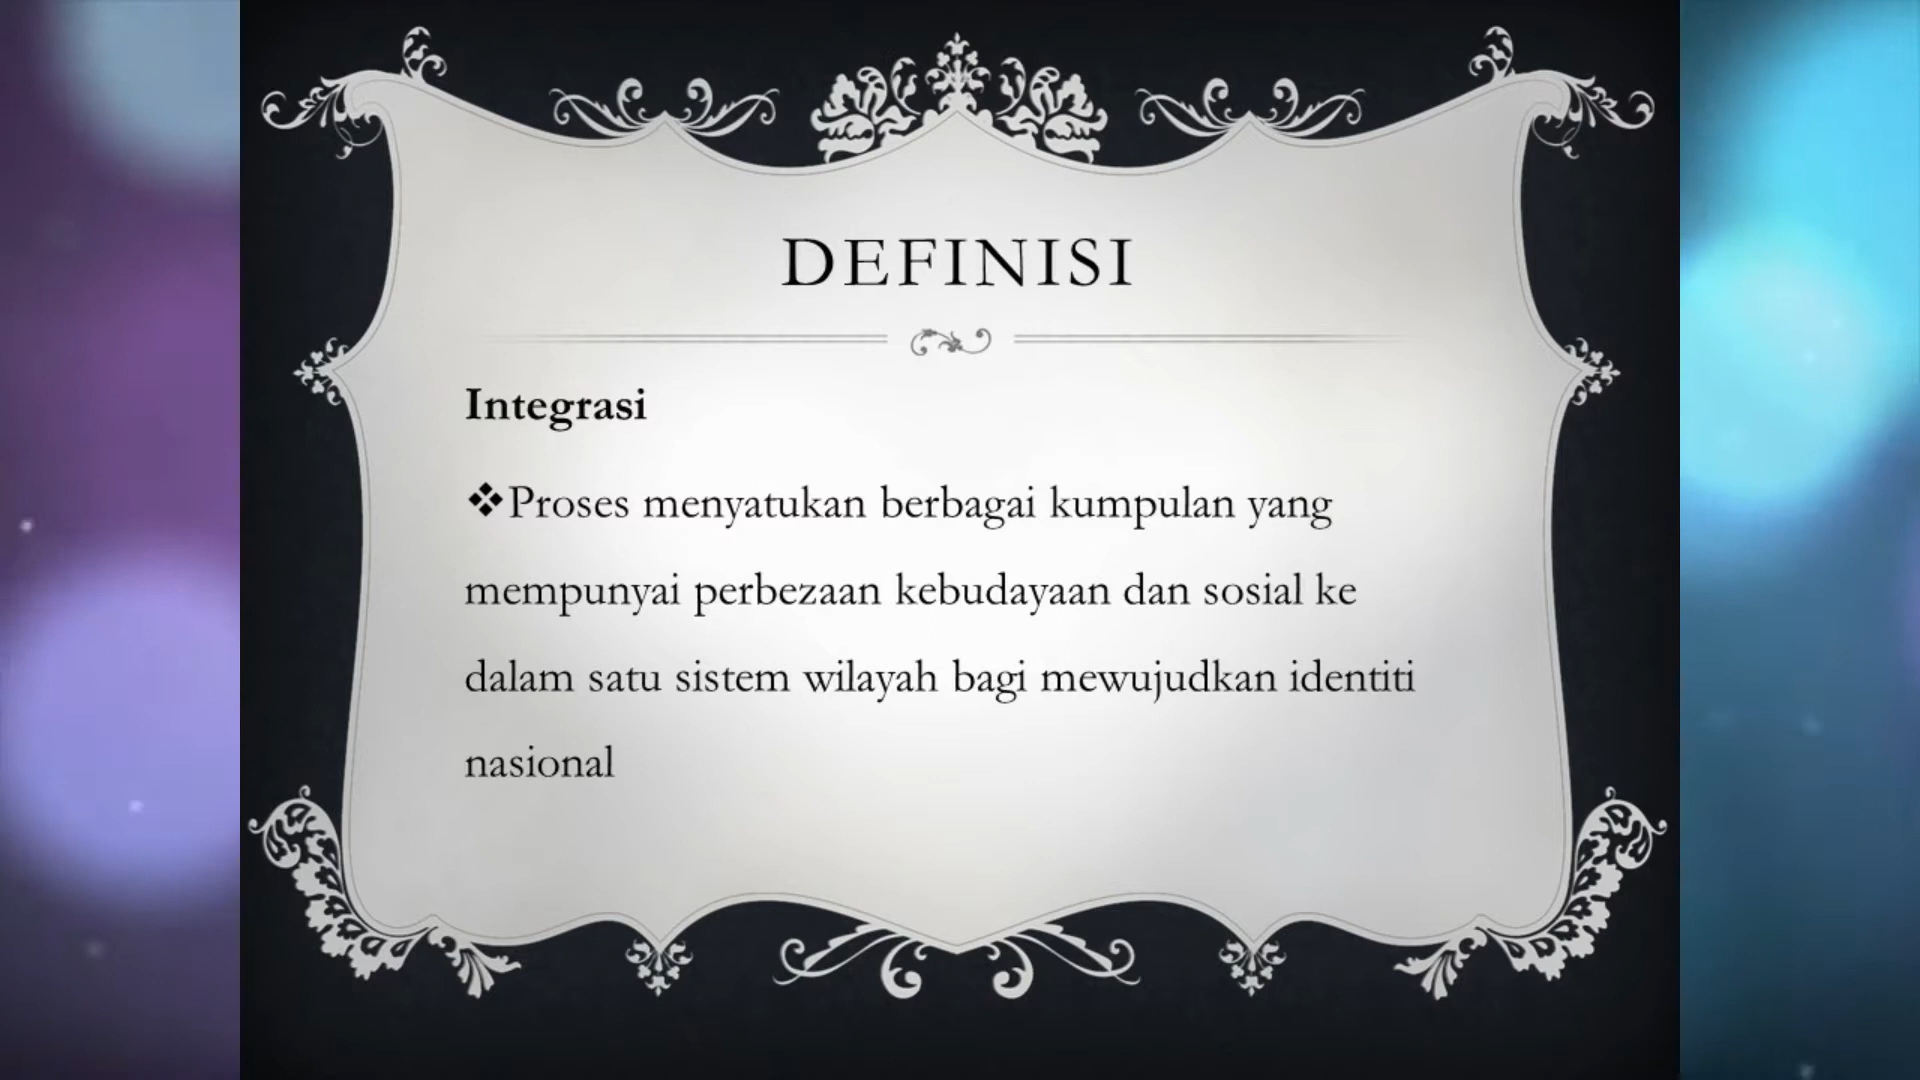 DEFINISI
Integrasi
❖Proses menyatukan berbagai kumpulan yang
mempunyai perbezaan kebudayaan dan sosial ke
dalam satu sistem wilayah bagi mewujudkan identiti
nasional